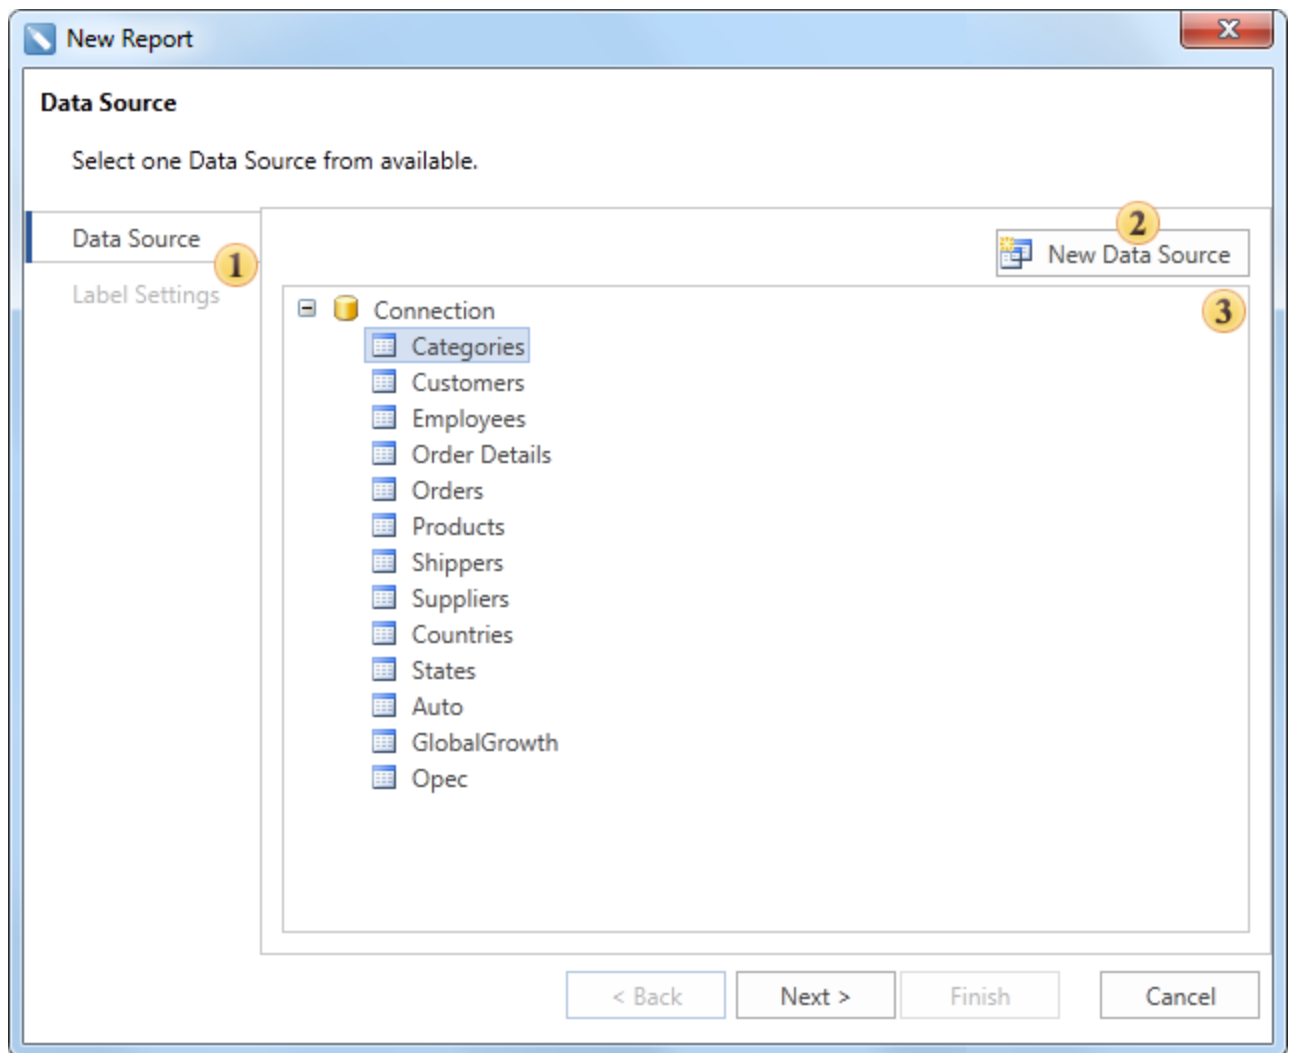 New Report
Data Source
Select one Data Source from available.
Data Source
1
Label Settings
2
New Data Source
3
Connection
Categories
Customers
Employees
Order Details
Orders
Products
Shippers
Suppliers
Countries
States
Auto
GlobalGrowth
Opec
< Back
Next >
Finish
Cancel